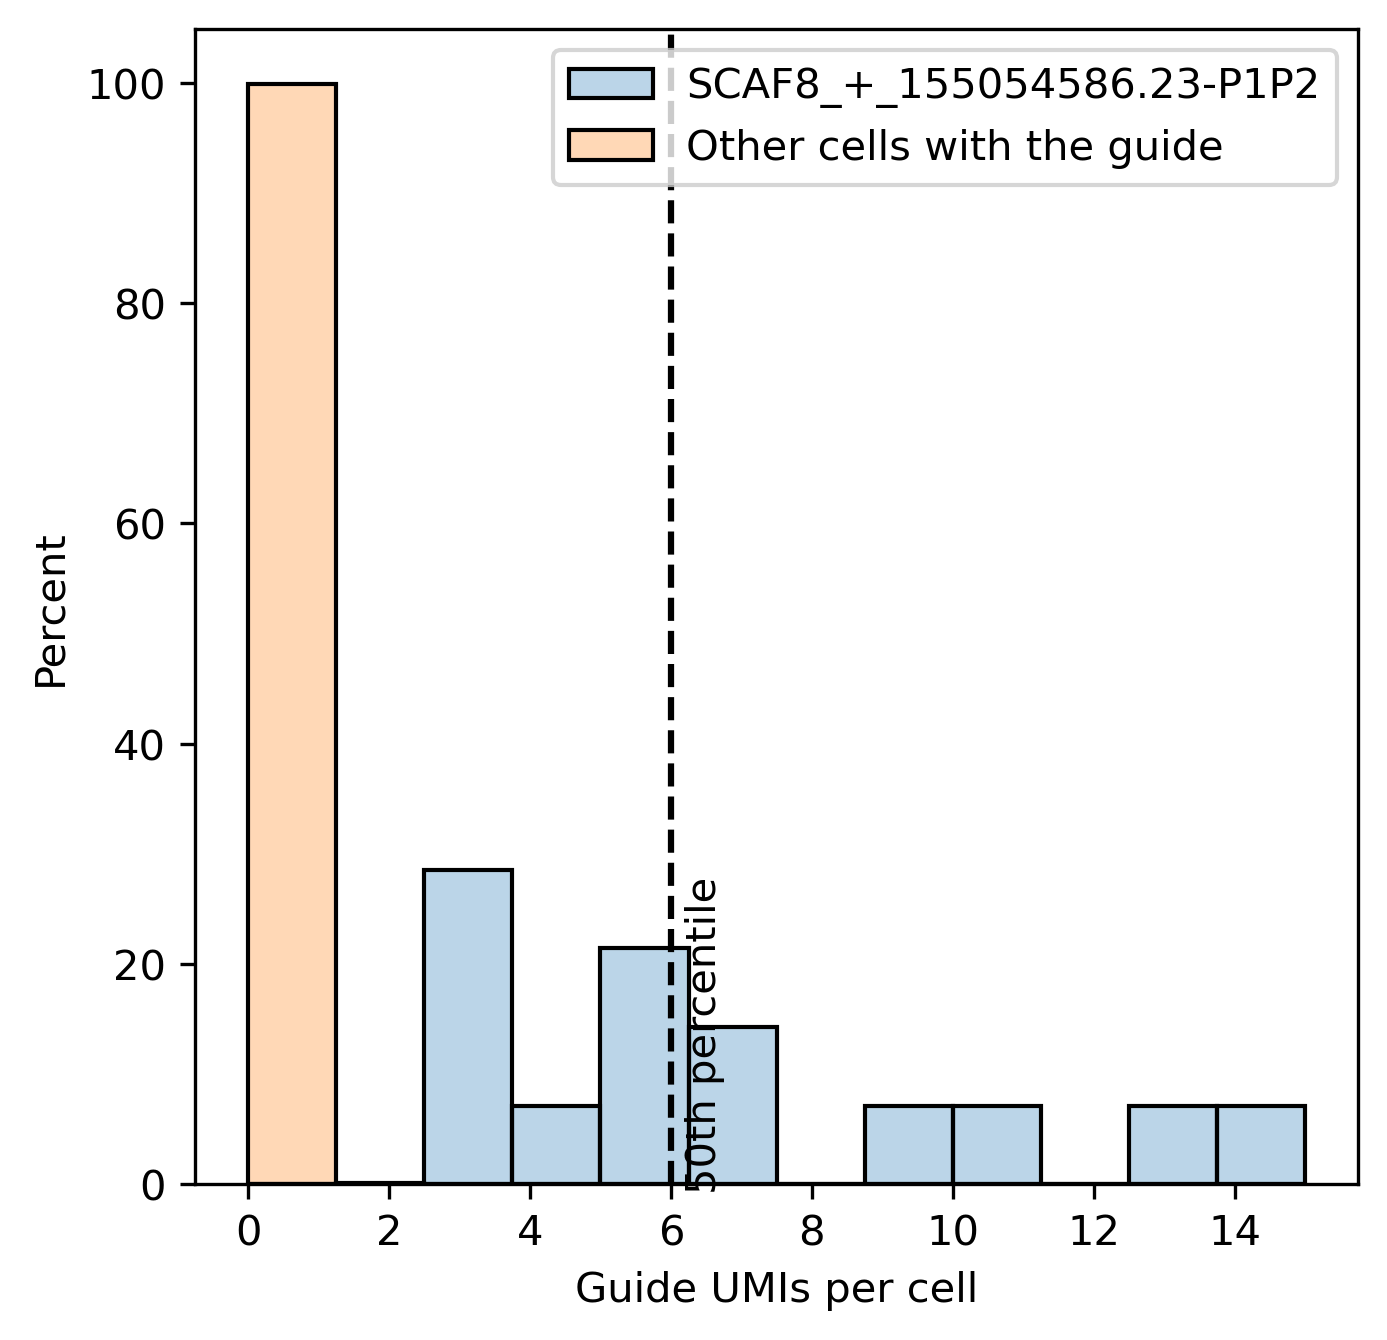 SCAF8_+_155054586.23-P1P2
Other cells with the guide
100
80
60
40
20
0
Percent
50th percentile
0 2 4 6 8 10 12 14
Guide UMIs per cell